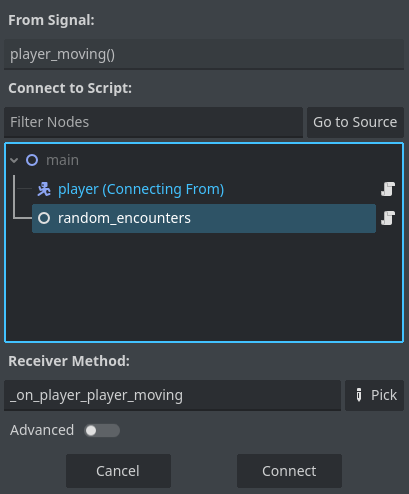 From Signal:
player_moving()
Connect to Script:
Filter Nodes
Go to Source
main
player (Connecting From)
random_encounters
Receiver Method:
_on_player_player_moving
Pick
Advanced
Cancel
Connect